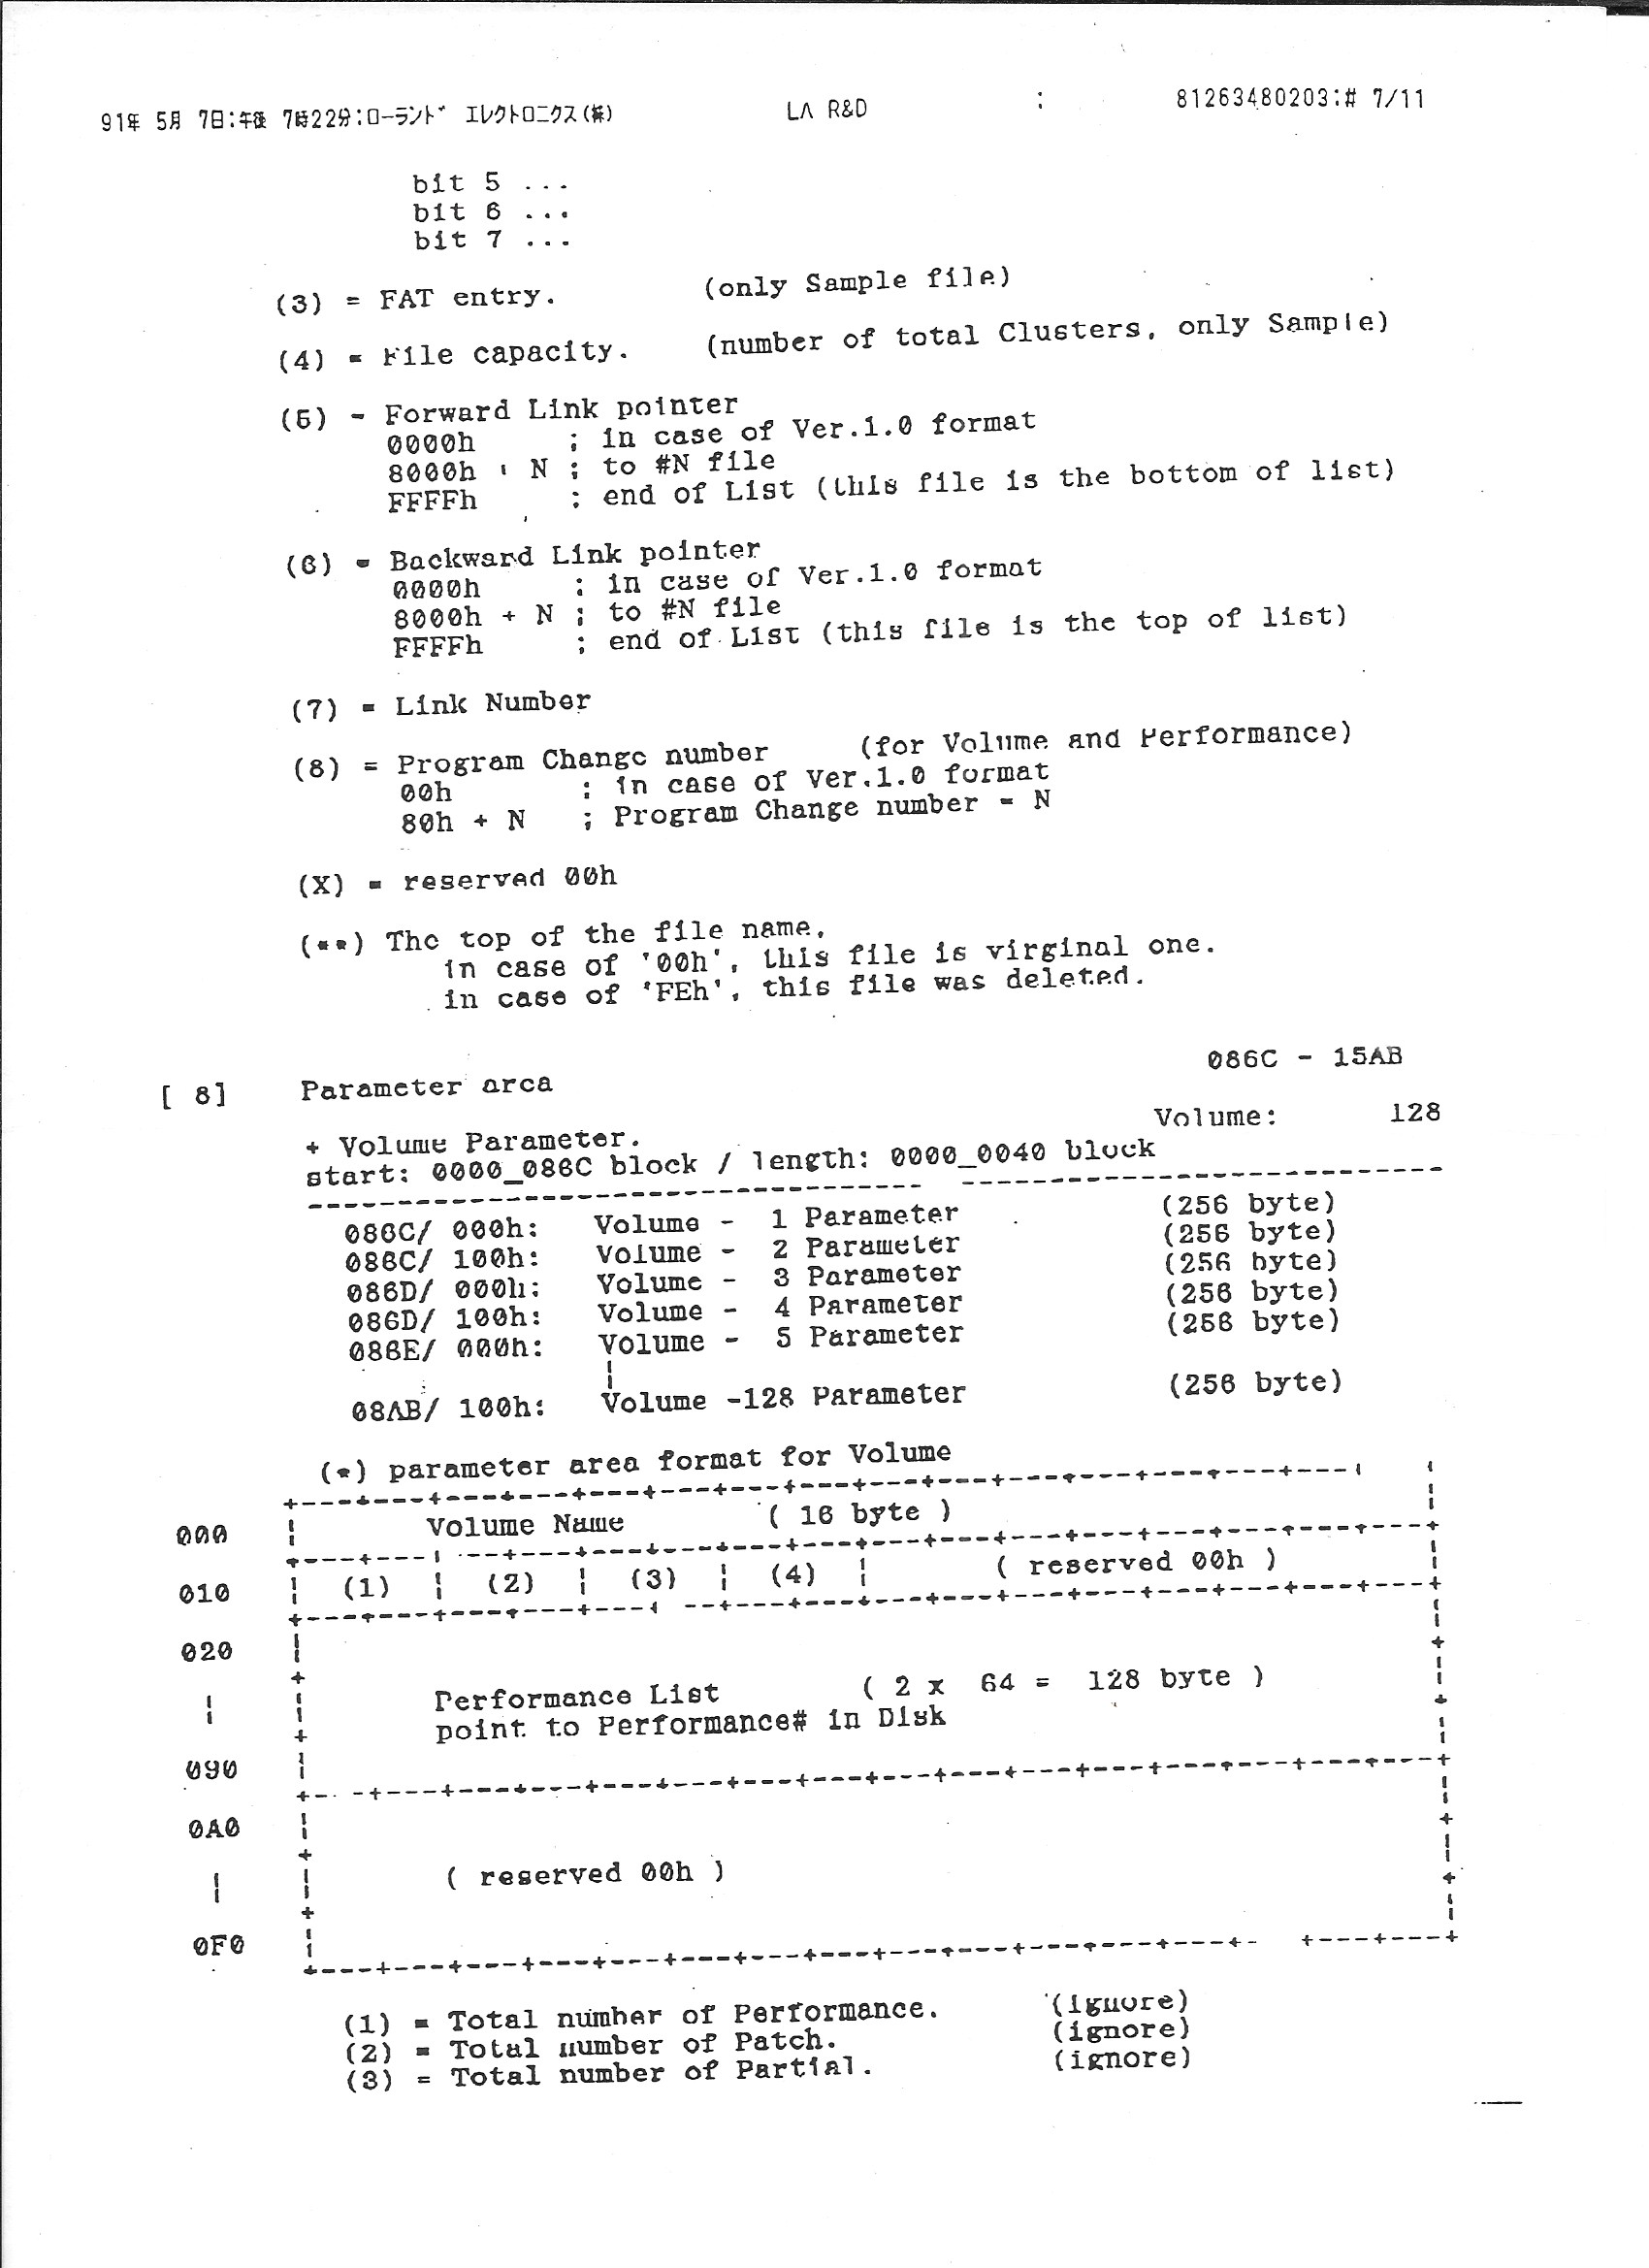 91年 5月 7日:午後 7時22分:ローランド エレクトロニクス(株) LA R&D : 81263480203:# 7/11
bit 5 ...
bit 6 ...
bit 7 ...
(3) = FAT entry. (only Sample file)
(4) = File capacity. (number of total Clusters, only Sample)
(5) = Forward Link pointer
0000h ; in case of Ver.1.0 format
8000h + N ; to #N file
FFFFh ; end of List (this file is the bottom of list)
(6) = Backward Link pointer
0000h ; in case of Ver.1.0 format
8000h + N ; to #N file
FFFFh ; end of List (this file is the top of list)
(7) = Link Number
(8) = Program Change number (for Volume and Performance)
00h ; in case of Ver.1.0 format
80h + N ; Program Change number = N
(X) = reserved 00h
(**) The top of the file name,
in case of '00h', this file is virginal one.
in case of 'FEh', this file was deleted.
[ 8] Parameter area 086C - 15AB
+ Volume Parameter. Volume: 128
start: 0000_086C block / length: 0000_0040 block
086C/ 000h: Volume - 1 Parameter (256 byte)
086C/ 100h: Volume - 2 Parameter (256 byte)
086D/ 000h: Volume - 3 Parameter (256 byte)
086D/ 100h: Volume - 4 Parameter (256 byte)
086E/ 000h: Volume - 5 Parameter (256 byte)
08AB/ 100h: Volume -128 Parameter (256 byte)
(*) parameter area format for Volume
000 Volume Name ( 16 byte )
010 (1) (2) (3) (4) ( reserved 00h )
020
Performance List ( 2 x 64 = 128 byte )
point to Performance# in Disk
090
0A0
( reserved 00h )
0F0
(1) = Total number of Performance. (ignore)
(2) = Total number of Patch. (ignore)
(3) = Total number of Partial. (ignore)